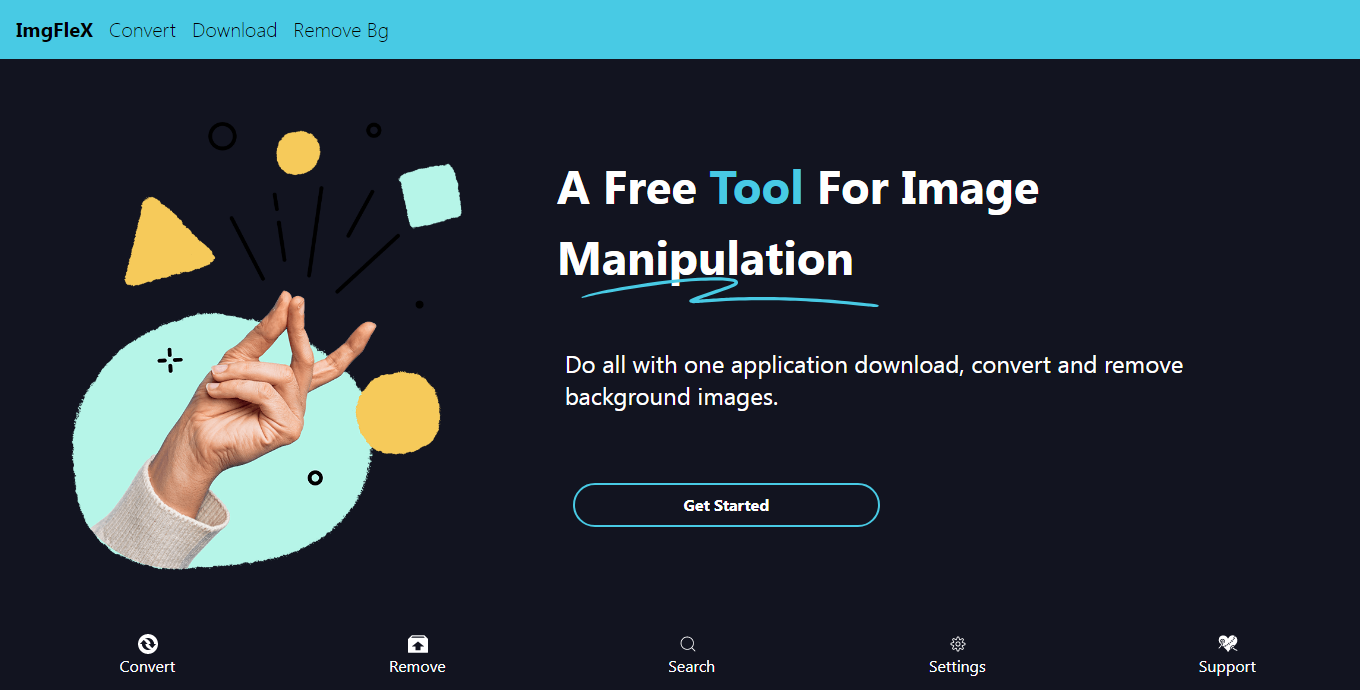 ImgFleX Convert Download Remove Bg
A Free Tool For Image
Manipulation
Do all with one application download, convert and remove
background images.
Get Started
Convert Remove Search Settings Support